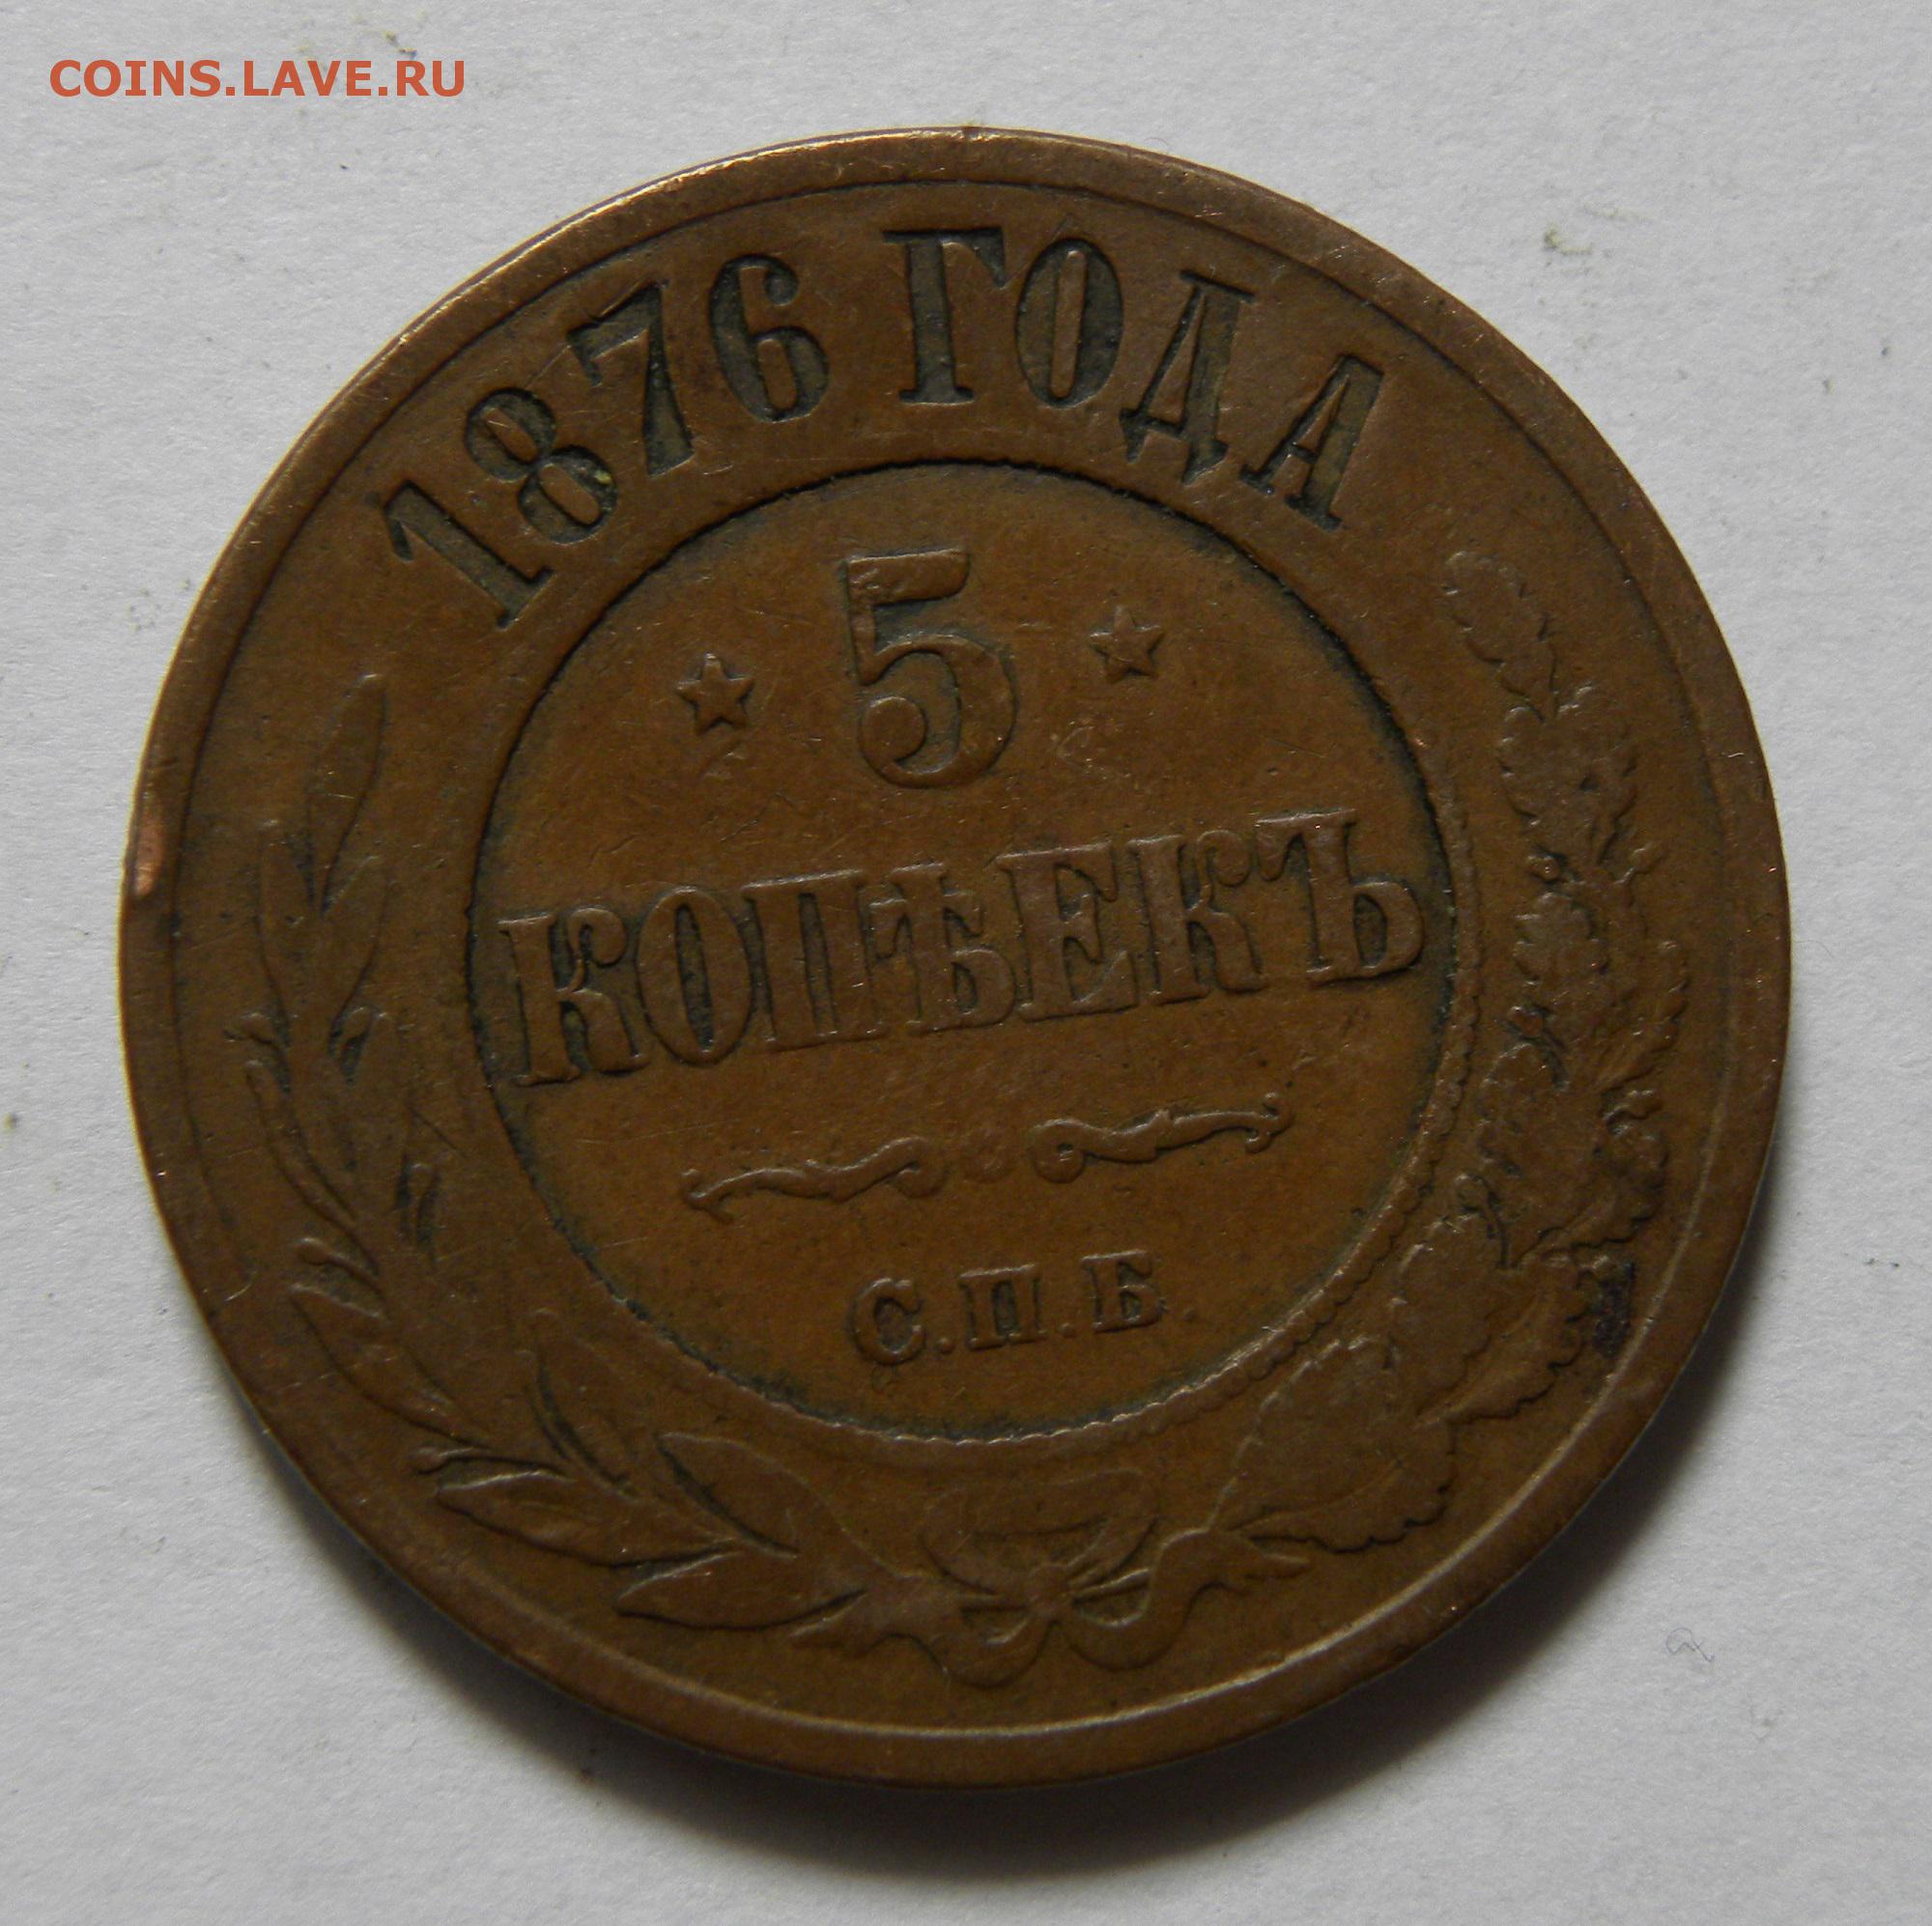 COINS.LAVE.RU
1876 ГОДА
5
КОПѢЕКЪ
С.П.Б.